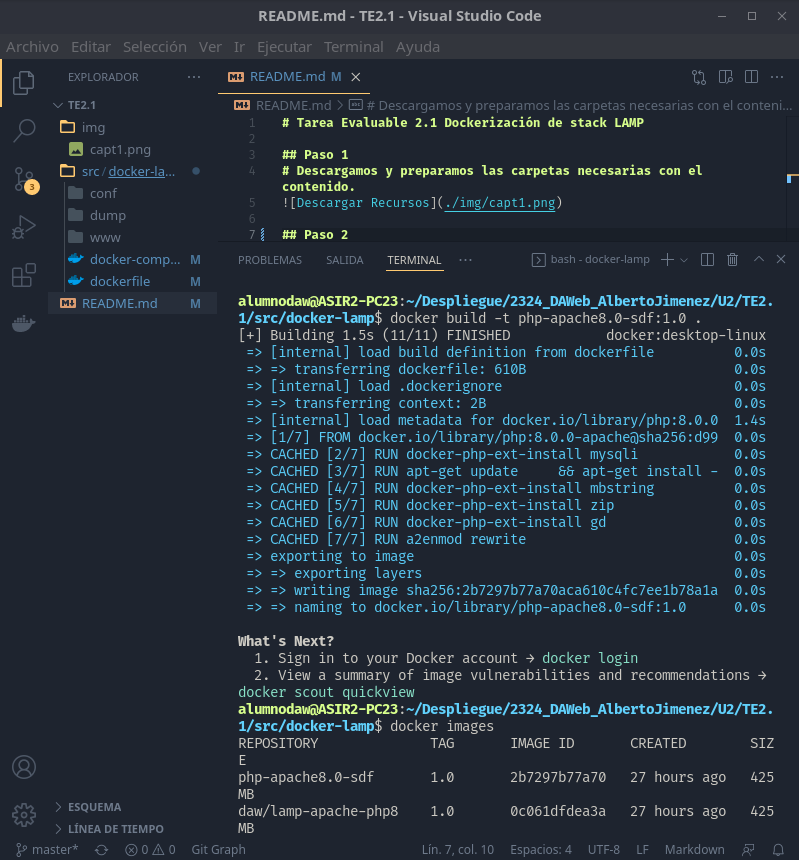 README.md - TE2.1 - Visual Studio Code
Archivo Editar Selección Ver Ir Ejecutar Terminal Ayuda
EXPLORADOR ...
TE2.1
img
capt1.png
src/docker-la...
conf
dump
www
docker-comp... M
dockerfile M
README.md M
3
ESQUEMA
LÍNEA DE TIEMPO
README.md M
README.md > # Descargamos y preparamos las carpetas necesarias con el conteni...
1 # Tarea Evaluable 2.1 Dockerización de stack LAMP
2
3 ## Paso 1
4 # Descargamos y preparamos las carpetas necesarias con el
contenido.
5 ![Descargar Recursos](./img/capt1.png)
6
7 ## Paso 2
PROBLEMAS SALIDA TERMINAL ... bash - docker-lamp
alumnodaw@ASIR2-PC23:~/Despliegue/2324_DAWeb_AlbertoJimenez/U2/TE2.
1/src/docker-lamp$ docker build -t php-apache8.0-sdf:1.0 .
[+] Building 1.5s (11/11) FINISHED docker:desktop-linux
=> [internal] load build definition from dockerfile 0.0s
=> => transferring dockerfile: 610B 0.0s
=> [internal] load .dockerignore 0.0s
=> => transferring context: 2B 0.0s
=> [internal] load metadata for docker.io/library/php:8.0.0 1.4s
=> [1/7] FROM docker.io/library/php:8.0.0-apache@sha256:d99 0.0s
=> CACHED [2/7] RUN docker-php-ext-install mysqli 0.0s
=> CACHED [3/7] RUN apt-get update && apt-get install - 0.0s
=> CACHED [4/7] RUN docker-php-ext-install mbstring 0.0s
=> CACHED [5/7] RUN docker-php-ext-install zip 0.0s
=> CACHED [6/7] RUN docker-php-ext-install gd 0.0s
=> CACHED [7/7] RUN a2enmod rewrite 0.0s
=> exporting to image 0.0s
=> => exporting layers 0.0s
=> => writing image sha256:2b7297b77a70aca610c4fc7ee1b78a1a 0.0s
=> => naming to docker.io/library/php-apache8.0-sdf:1.0 0.0s
What's Next?
1. Sign in to your Docker account → docker login
2. View a summary of image vulnerabilities and recommendations →
docker scout quickview
alumnodaw@ASIR2-PC23:~/Despliegue/2324_DAWeb_AlbertoJimenez/U2/TE2.
1/src/docker-lamp$ docker images
REPOSITORY TAG IMAGE ID CREATED SIZ
E
php-apache8.0-sdf 1.0 2b7297b77a70 27 hours ago 425
MB
daw/lamp-apache-php8 1.0 0c061dfdea3a 27 hours ago 425
MB
master* 0 0 Git Graph Lín. 7, col. 10 Espacios: 4 UTF-8 LF Markdown